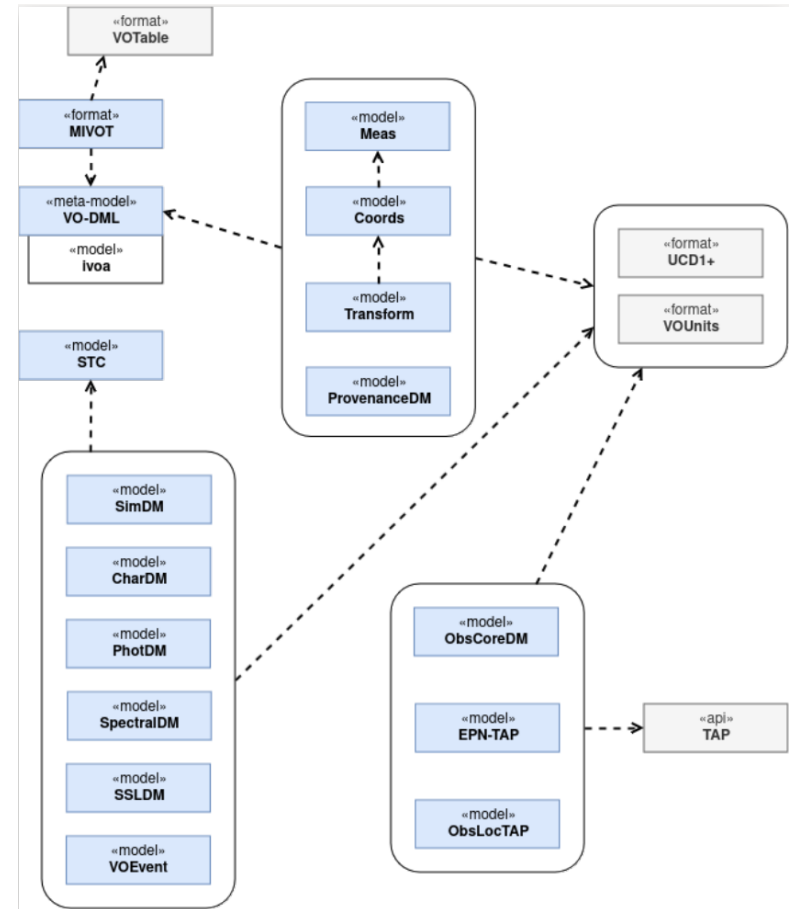 «format»
VOTable
«format»
MIVOT
«meta-model»
VO-DML
«model»
ivoa
«model»
STC
«model»
Meas
«model»
Coords
«model»
Transform
«model»
ProvenanceDM
«format»
UCD1+
«format»
VOUnits
«model»
SimDM
«model»
CharDM
«model»
PhotDM
«model»
SpectralDM
«model»
SSLDM
«model»
VOEvent
«model»
ObsCoreDM
«model»
EPN-TAP
«model»
ObsLocTAP
«api»
TAP